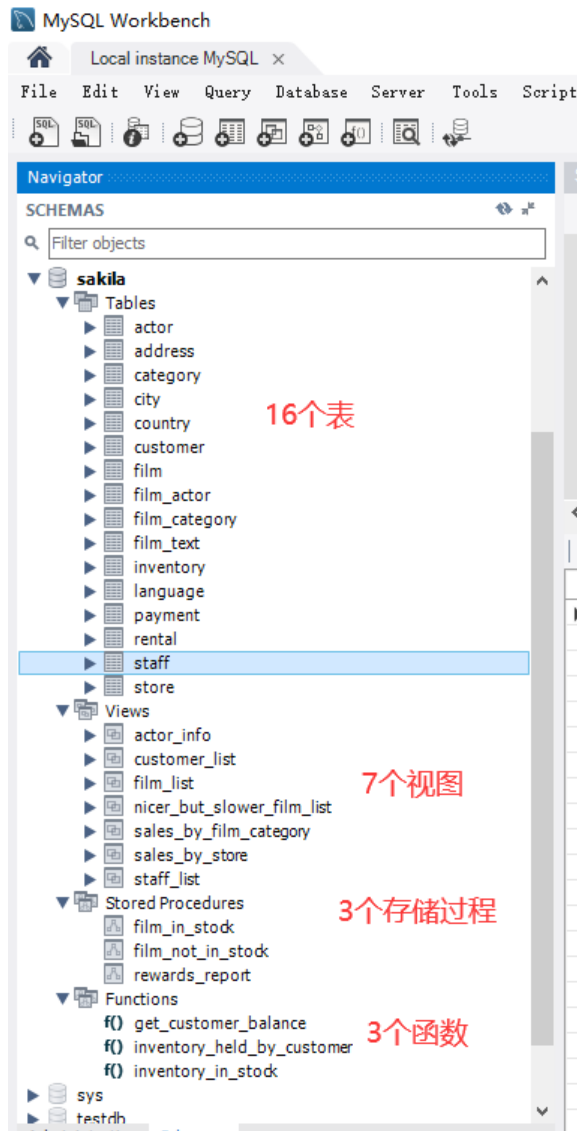 MySQL Workbench
Local instance MySQL
File Edit View Query Database Server Tools Script
Navigator
SCHEMAS
Filter objects
sakila
Tables
actor
address
category
city
16个表
country
customer
film
film_actor
film_category
film_text
inventory
language
payment
rental
staff
store
Views
actor_info
customer_list
film_list
7个视图
nicer_but_slower_film_list
sales_by_film_category
sales_by_store
staff_list
Stored Procedures
3个存储过程
film_in_stock
film_not_in_stock
rewards_report
Functions
get_customer_balance
3个函数
inventory_held_by_customer
inventory_in_stock
sys
testdb